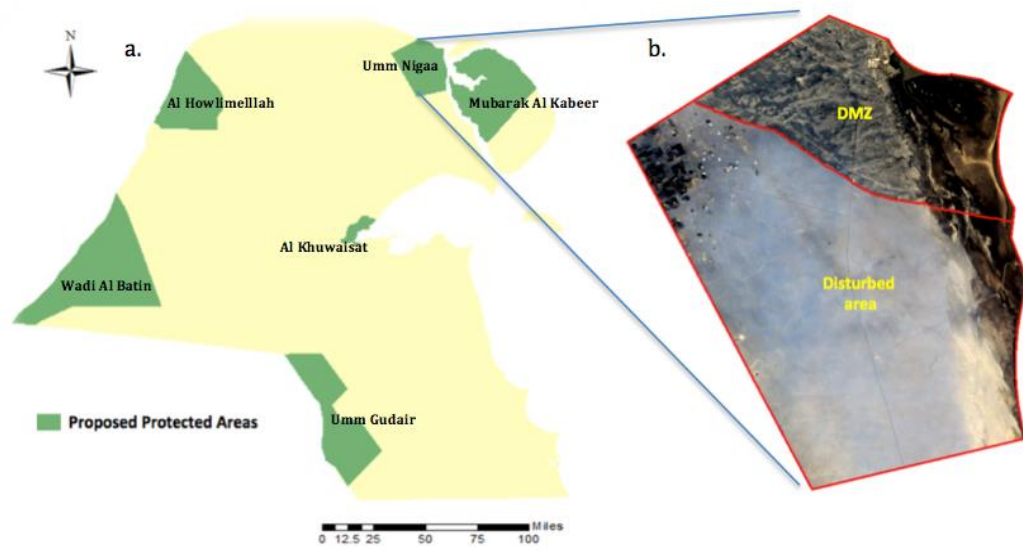 N
a.
b.
Umm Nigaa
Al Howlimelllah
Mubarak Al Kabeer
DMZ
Al Khuwaisat
Wadi Al Batin
Disturbed
area
Umm Gudair
Proposed Protected Areas
Miles
0 12.5 25 50 75 100